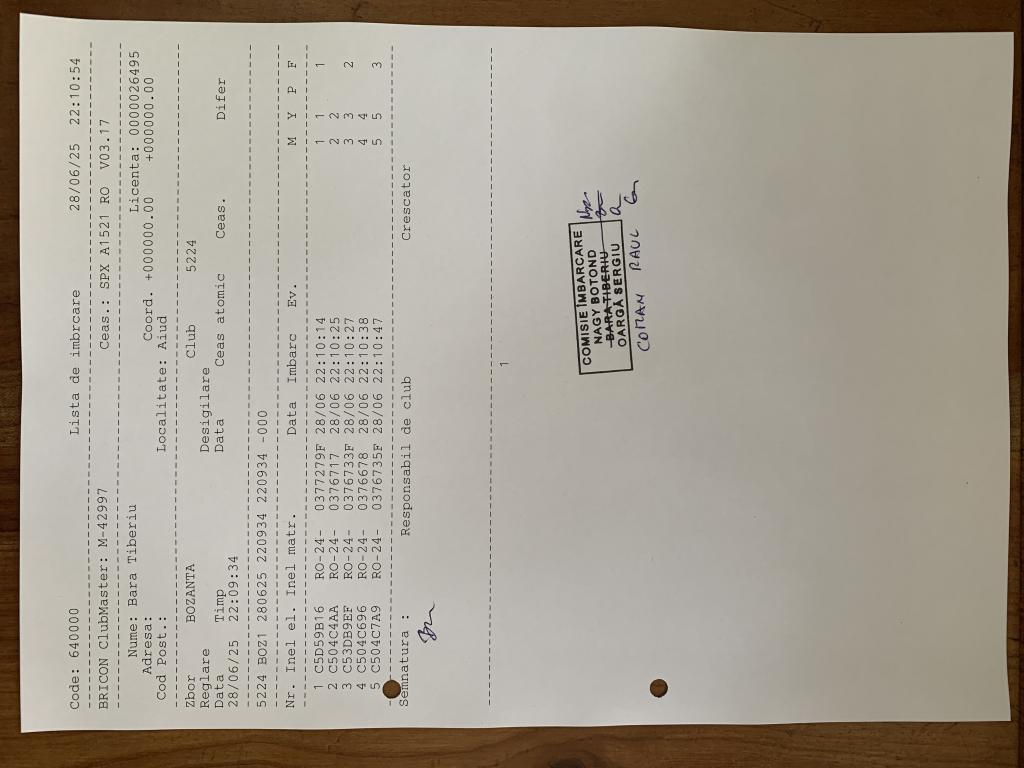 Code: 640000 Lista de imbrcare 28/06/25 22:10:54
BRICON ClubMaster: M-42997 Ceas.: SPX A1521 RO V03.17
Nume: Bara Tiberiu Licenta: 0000026495
Adresa: Coord. +000000.00 +000000.00
Cod Post.: Localitate: Aiud
Zbor BOZANTA Club 5224
Reglare Desigilare
Data Timp Data Ceas atomic Ceas. Difer
28/06/25 22:09:34
5224 BOZ1 280625 220934 220934 -000
Nr. Inel el. Inel matr. Data Imbarc Ev. M Y P F
1 C5D59B16 RO-24- 0377279F 28/06 22:10:14 1 1 1
2 C504C4AA RO-24- 0376717 28/06 22:10:25 2 2
3 C53DB9EF RO-24- 0376733F 28/06 22:10:27 3 3 2
4 C504C696 RO-24- 0376678 28/06 22:10:38 4 4
5 C504C7A9 RO-24- 0376735F 28/06 22:10:47 5 5 3
Semnatura : Responsabil de club Crescator
1
COMISIE ÎMBARCARE
NAGY BOTOND
BARA TIBERIU
OARGĂ SERGIU
COMAN RAUL